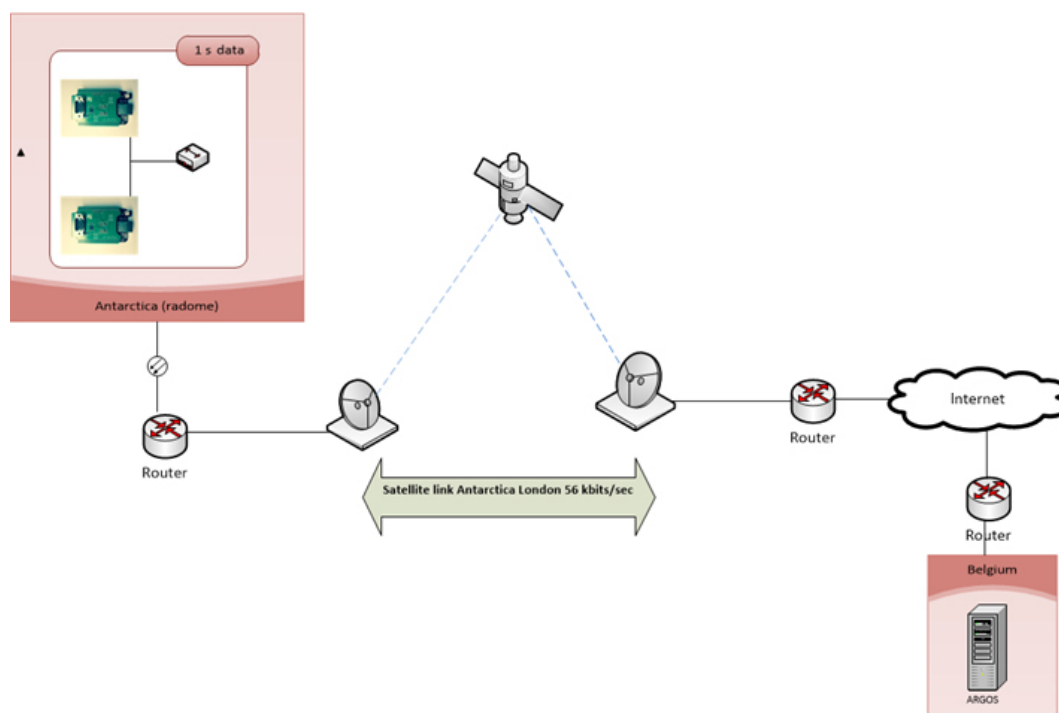 1 s data
Antarctica (radome)
Router
Satellite link Antarctica London 56 kbits/sec
Router
Internet
Router
Belgium
ARGOS